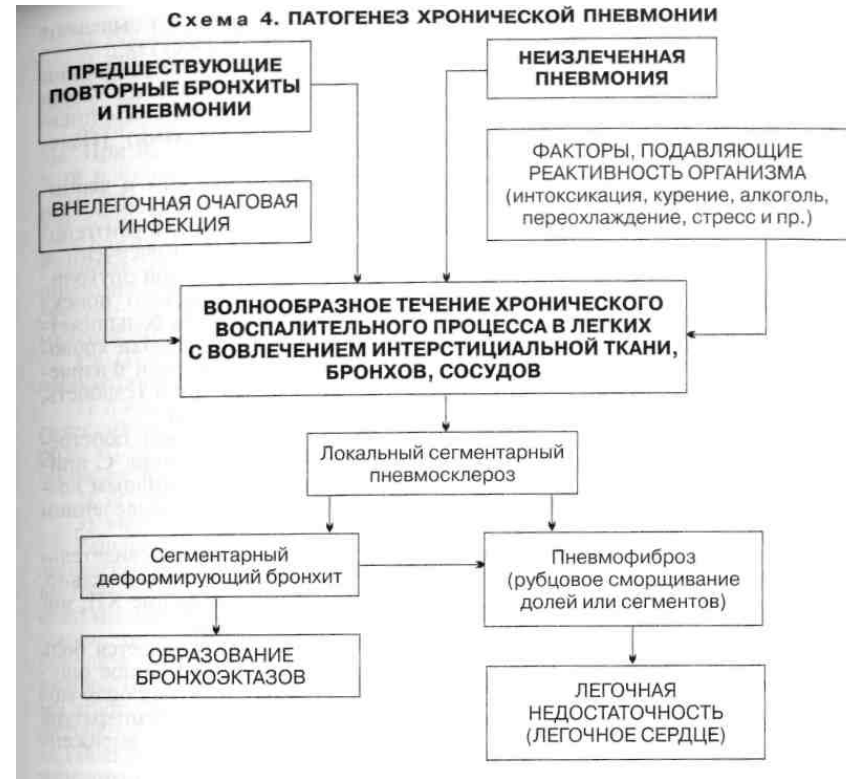 Схема 4. ПАТОГЕНЕЗ ХРОНИЧЕСКОЙ ПНЕВМОНИИ
ПРЕДШЕСТВУЮЩИЕ
ПОВТОРНЫЕ БРОНХИТЫ
И ПНЕВМОНИИ
НЕИЗЛЕЧЕННАЯ
ПНЕВМОНИЯ
ВНЕЛЕГОЧНАЯ ОЧАГОВАЯ
ИНФЕКЦИЯ
ФАКТОРЫ, ПОДАВЛЯЮЩИЕ
РЕАКТИВНОСТЬ ОРГАНИЗМА
(интоксикация, курение, алкоголь,
переохлаждение, стресс и пр.)
ВОЛНООБРАЗНОЕ ТЕЧЕНИЕ ХРОНИЧЕСКОГО
ВОСПАЛИТЕЛЬНОГО ПРОЦЕССА В ЛЕГКИХ
С ВОВЛЕЧЕНИЕМ ИНТЕРСТИЦИАЛЬНОЙ ТКАНИ,
БРОНХОВ, СОСУДОВ
Локальный сегментарный
пневмосклероз
Сегментарный
деформирующий бронхит
Пневмофиброз
(рубцовое сморщивание
долей или сегментов)
ОБРАЗОВАНИЕ
БРОНХОЭКТАЗОВ
ЛЕГОЧНАЯ
НЕДОСТАТОЧНОСТЬ
(ЛЕГОЧНОЕ СЕРДЦЕ)